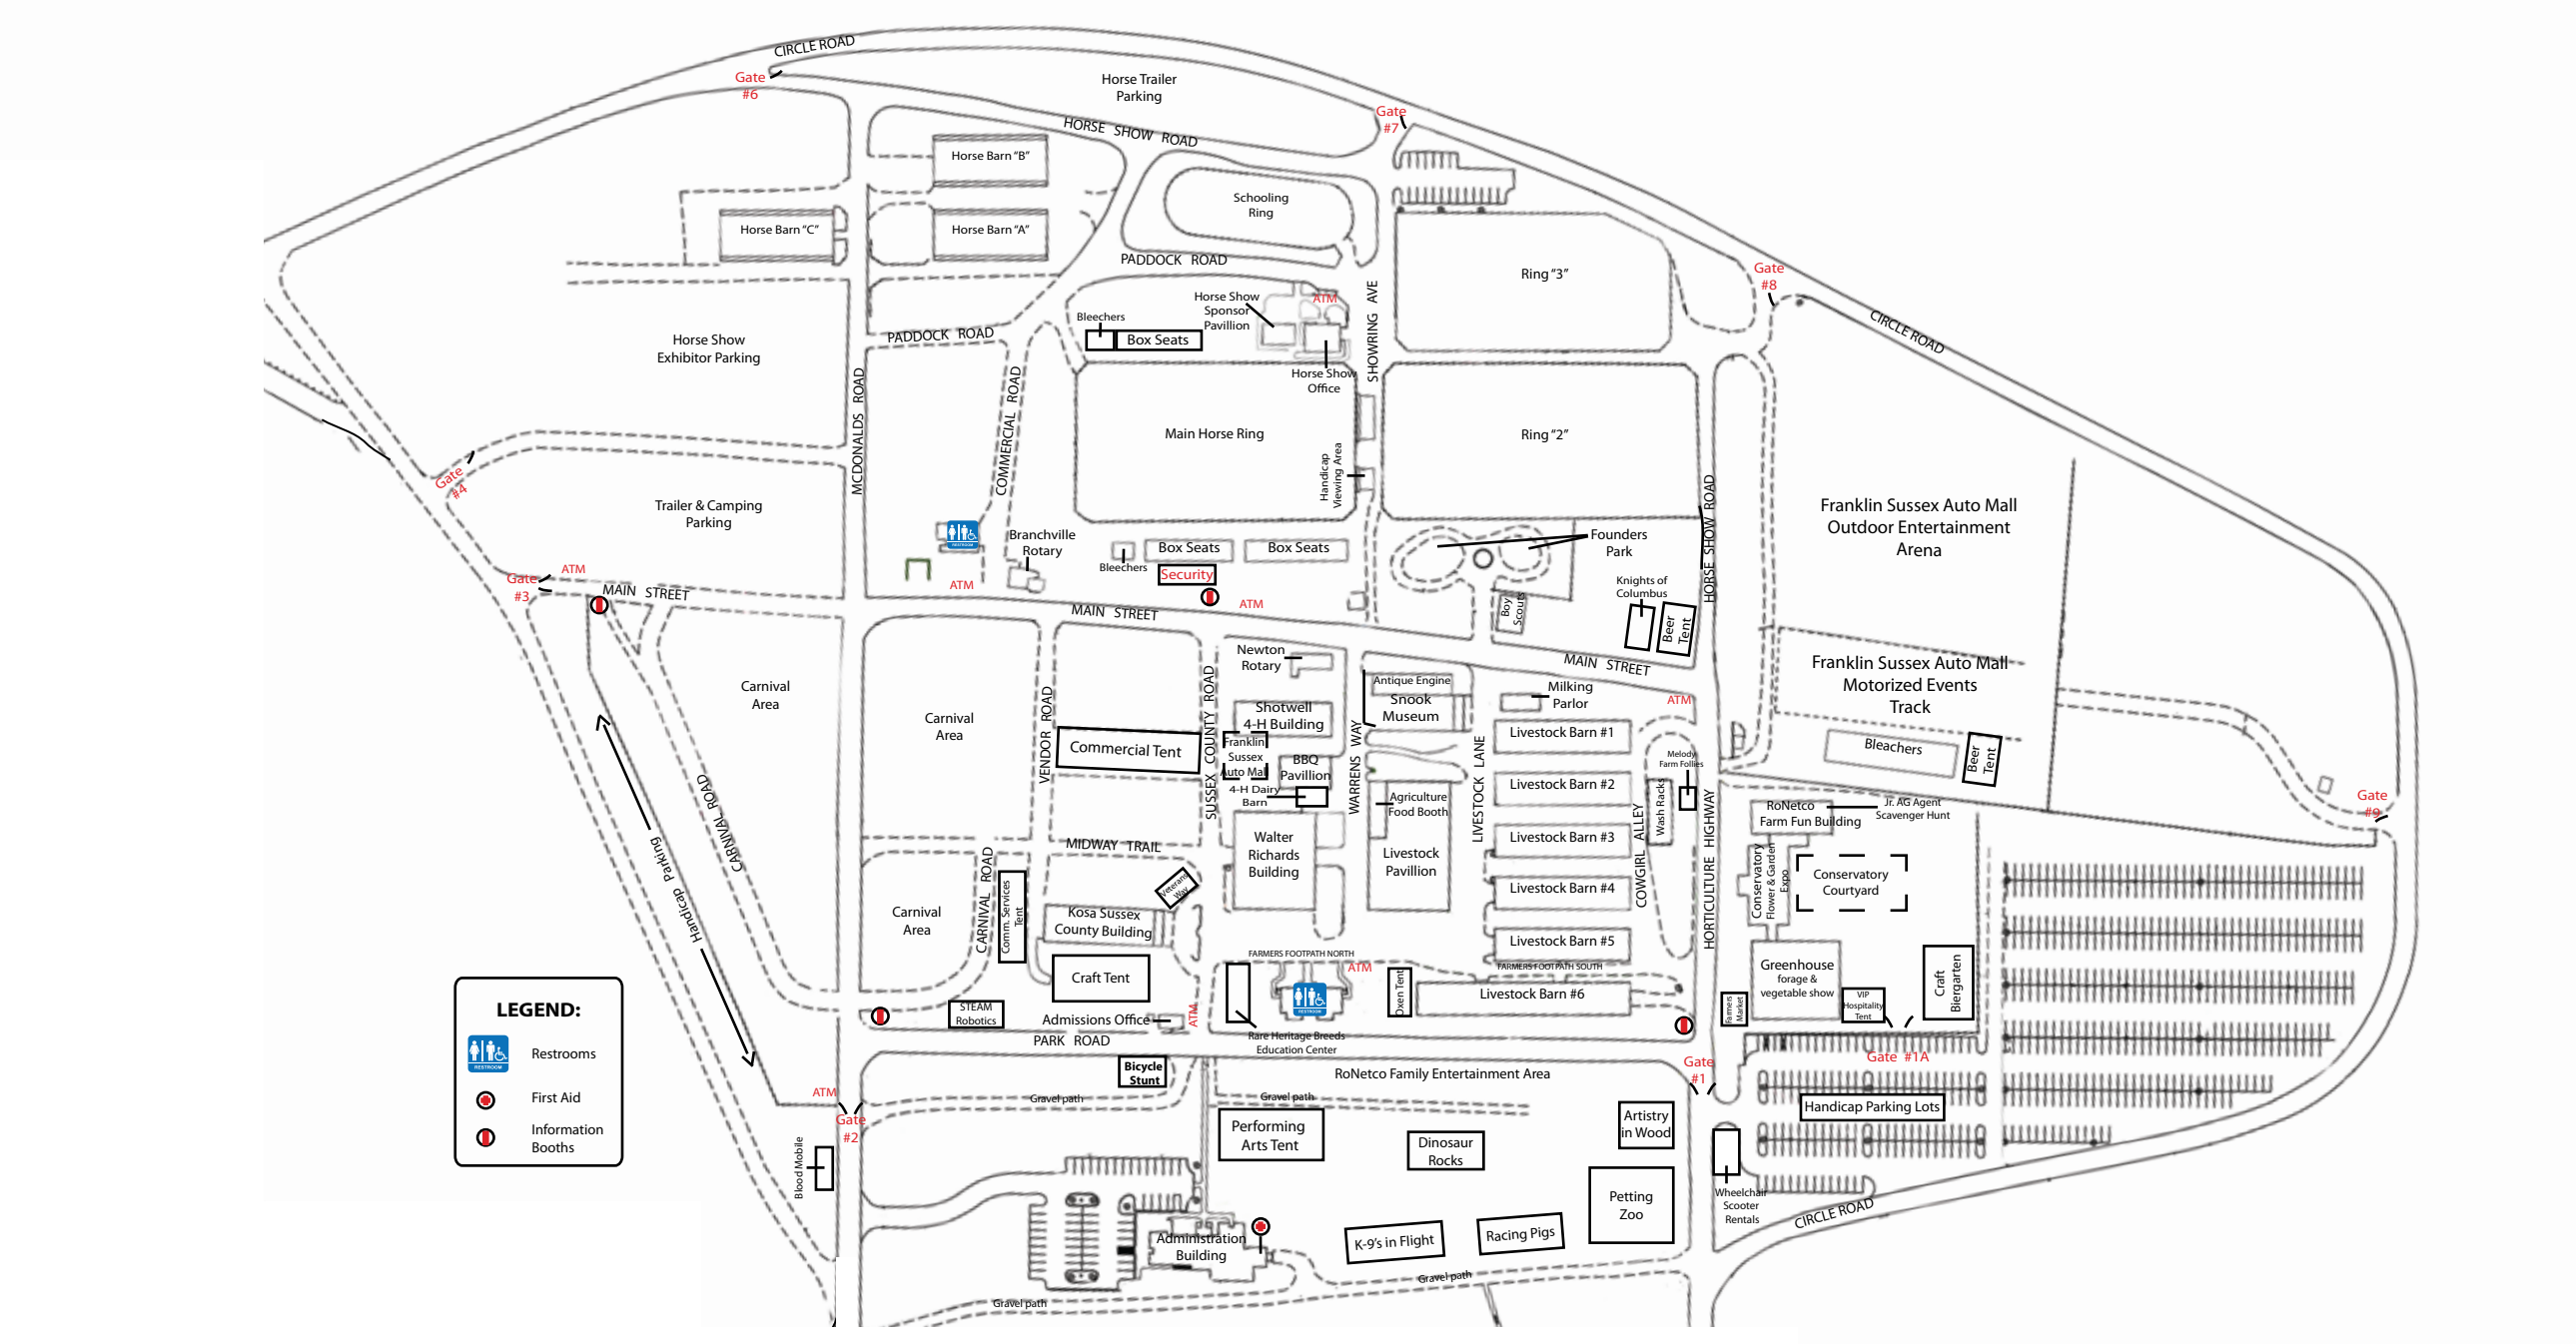 CIRCLE ROAD
Gate
#6
Horse Trailer
Parking
Gate
#7
HORSE SHOW ROAD
Horse Barn "B"
Schooling
Ring
Horse Barn "C"
Horse Barn "A"
PADDOCK ROAD
Ring "3"
Gate
#8
CIRCLE ROAD
Horse Show
Sponsor
Pavillion
ATM
Bleechers
Box Seats
SHOWRING AVE
PADDOCK ROAD
Horse Show
Exhibitor Parking
Horse Show
Office
MCDONALDS ROAD
COMMERCIAL ROAD
Main Horse Ring
Ring "2"
Handicap
Viewing Area
Gate
#4
Trailer & Camping
Parking
HORSE SHOW ROAD
Franklin Sussex Auto Mall
Outdoor Entertainment
Arena
RESTROOM
Branchville
Rotary
Bleechers
Box Seats
Box Seats
Founders
Park
Security
Knights of
Columbus
Boy
Scouts
Beer
Tent
Gate
#3
ATM
MAIN STREET
ATM
MAIN STREET
ATM
MAIN STREET
Newton
Rotary
Antique Engine
Snook
Museum
Milking
Parlor
ATM
Franklin Sussex Auto Mall
Motorized Events
Track
Carnival
Area
Carnival
Area
VENDOR ROAD
Commercial Tent
SUSSEX COUNTY ROAD
Shotwell
4-H Building
Franklin
Sussex
Auto Mall
BBQ
Pavillion
4-H Dairy
Barn
WARRENS WAY
LIVESTOCK LANE
Livestock Barn #1
Livestock Barn #2
Livestock Barn #3
Livestock Barn #4
Livestock Barn #5
Melody
Farm Follies
Wash Racks
COWGIRL ALLEY
HORTICULTURE HIGHWAY
Bleachers
Beer
Tent
Gate
#9
RoNetco
Farm Fun Building
Jr. AG Agent
Scavenger Hunt
Agriculture
Food Booth
Livestock
Pavillion
Walter
Richards
Building
Handicap Parking
CARNIVAL ROAD
MIDWAY TRAIL
Veterans
Way
Carnival
Area
CARNIVAL ROAD
Comm. Services
Tent
Kosa Sussex
County Building
Conservatory
Flower & Garden
Expo
Conservatory
Courtyard
Craft Tent
FARMERS FOOTPATH NORTH
ATM
FARMERS FOOTPATH SOUTH
Oxen Tent
Livestock Barn #6
RESTROOM
Greenhouse
forage &
vegetable show
Farmers
Market
VIP
Hospitality
Tent
Craft
Biergarten
STEAM
Robotics
Admissions Office
ATM
Rare Heritage Breeds
Education Center
PARK ROAD
Bicycle
Stunt
RoNetco Family Entertainment Area
Gate
#1
Gate #1A
LEGEND:
RESTROOM
Restrooms
First Aid
Information
Booths
ATM
Gate
#2
Gravel path
Gravel path
Performing
Arts Tent
Dinosaur
Rocks
Artistry
in Wood
Handicap Parking Lots
Blood Mobile
Petting
Zoo
Wheelchair
Scooter
Rentals
CIRCLE ROAD
Administration
Building
K-9's in Flight
Racing Pigs
Gravel path
Gravel path